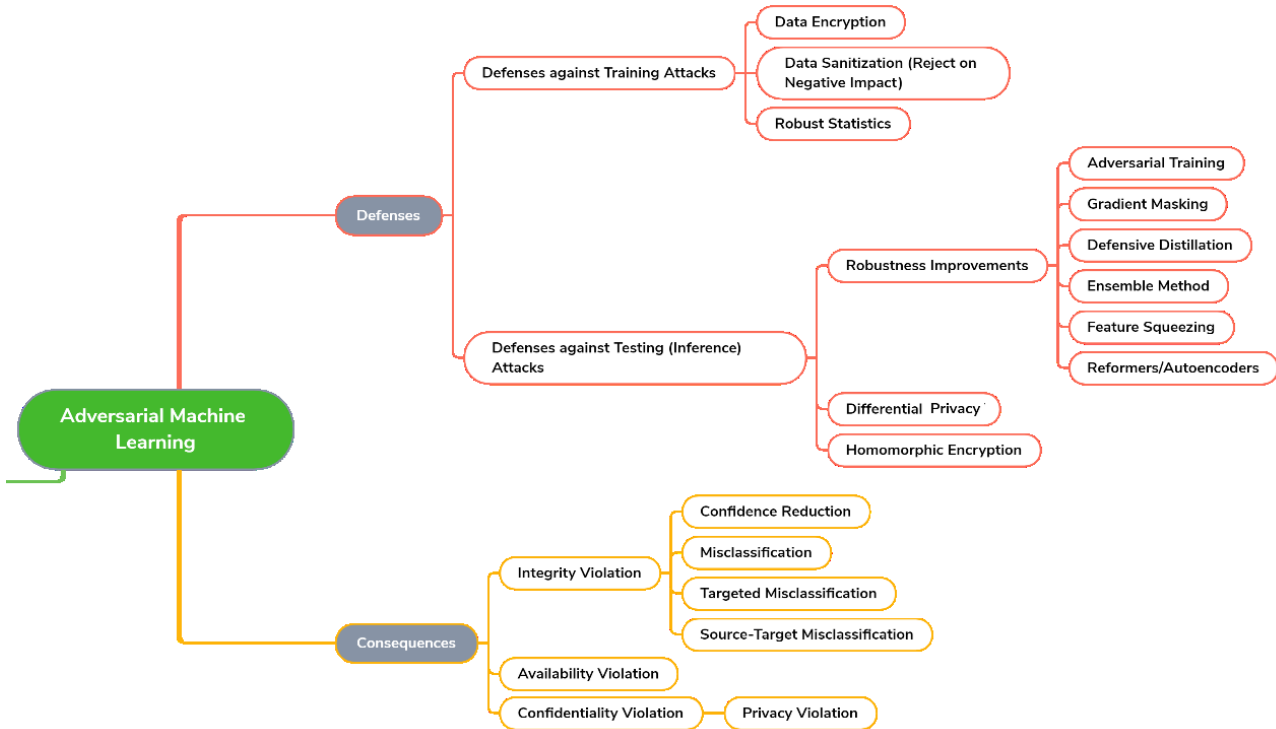 Adversarial Machine
Learning
Defenses
Defenses against Training Attacks
Data Encryption
Data Sanitization (Reject on
Negative Impact)
Robust Statistics
Defenses against Testing (Inference)
Attacks
Robustness Improvements
Adversarial Training
Gradient Masking
Defensive Distillation
Ensemble Method
Feature Squeezing
Reformers/Autoencoders
Differential Privacy
Homomorphic Encryption
Consequences
Integrity Violation
Confidence Reduction
Misclassification
Targeted Misclassification
Source-Target Misclassification
Availability Violation
Confidentiality Violation
Privacy Violation